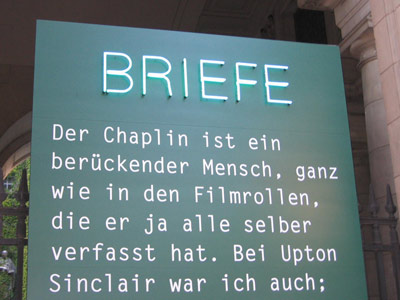 BRIEFE
Der Chaplin ist ein
berückender Mensch, ganz
wie in den Filmrollen,
die er ja alle selber
verfasst hat. Bei Upton
Sinclair war ich auch;